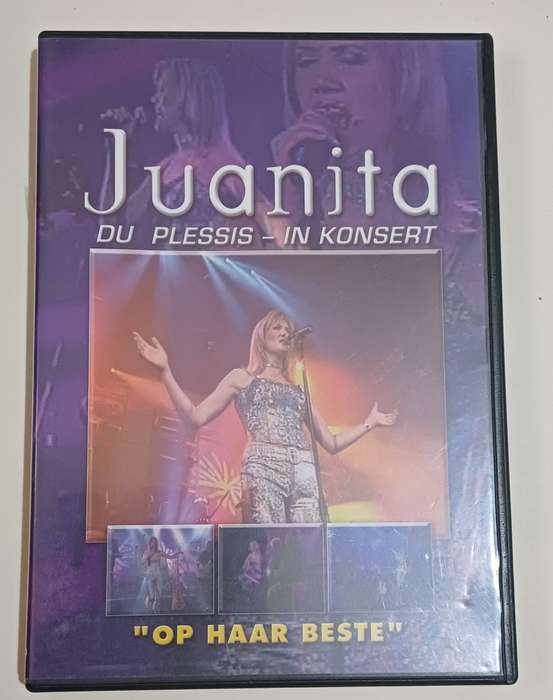 Juanita
DU PLESSIS - IN KONSERT
"OP HAAR BESTE"